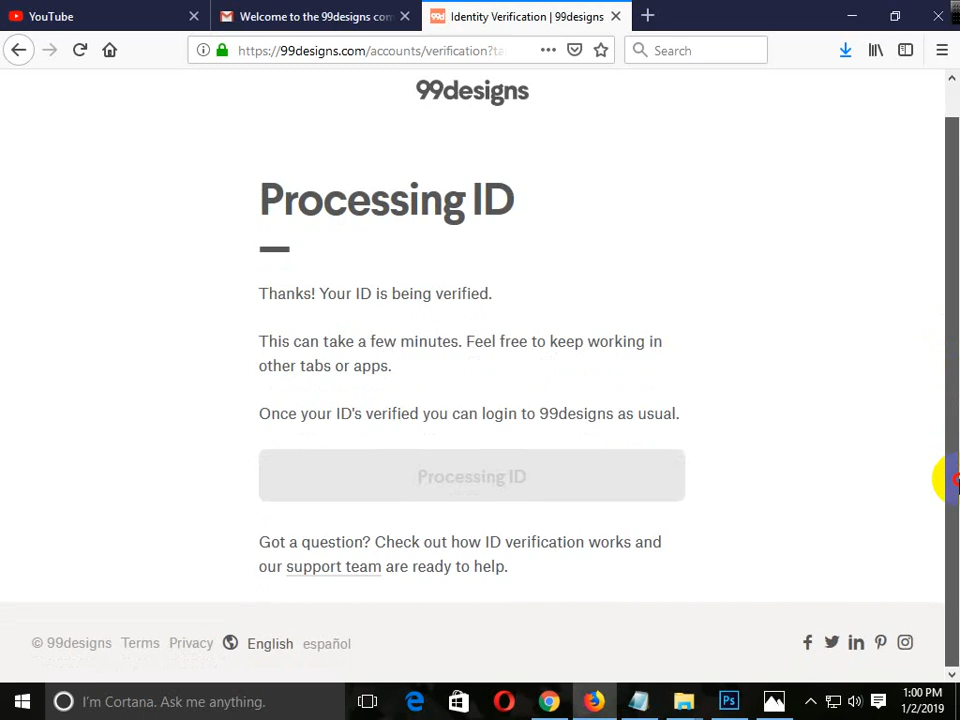 YouTube
Welcome to the 99designs com
99d
Identity Verification | 99designs
https://99designs.com/accounts/verification?ta
Search
99designs
Processing ID
Thanks! Your ID is being verified.
This can take a few minutes. Feel free to keep working in
other tabs or apps.
Once your ID's verified you can login to 99designs as usual.
Processing ID
Got a question? Check out how ID verification works and
our support team are ready to help.
© 99designs Terms Privacy English español
I'm Cortana. Ask me anything.
1:00 PM
1/2/2019